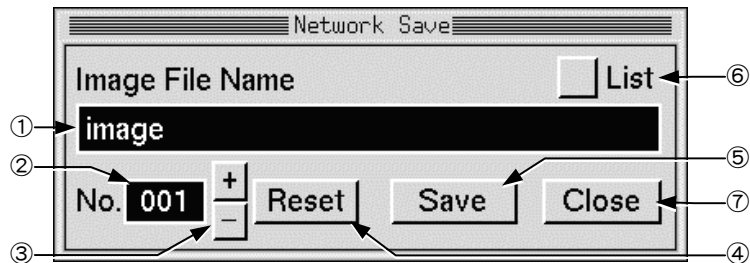 Network Save
Image File Name
List
⑥
①
image
②
⑤
No. 001
+
−
Reset
Save
Close
⑦
③
④